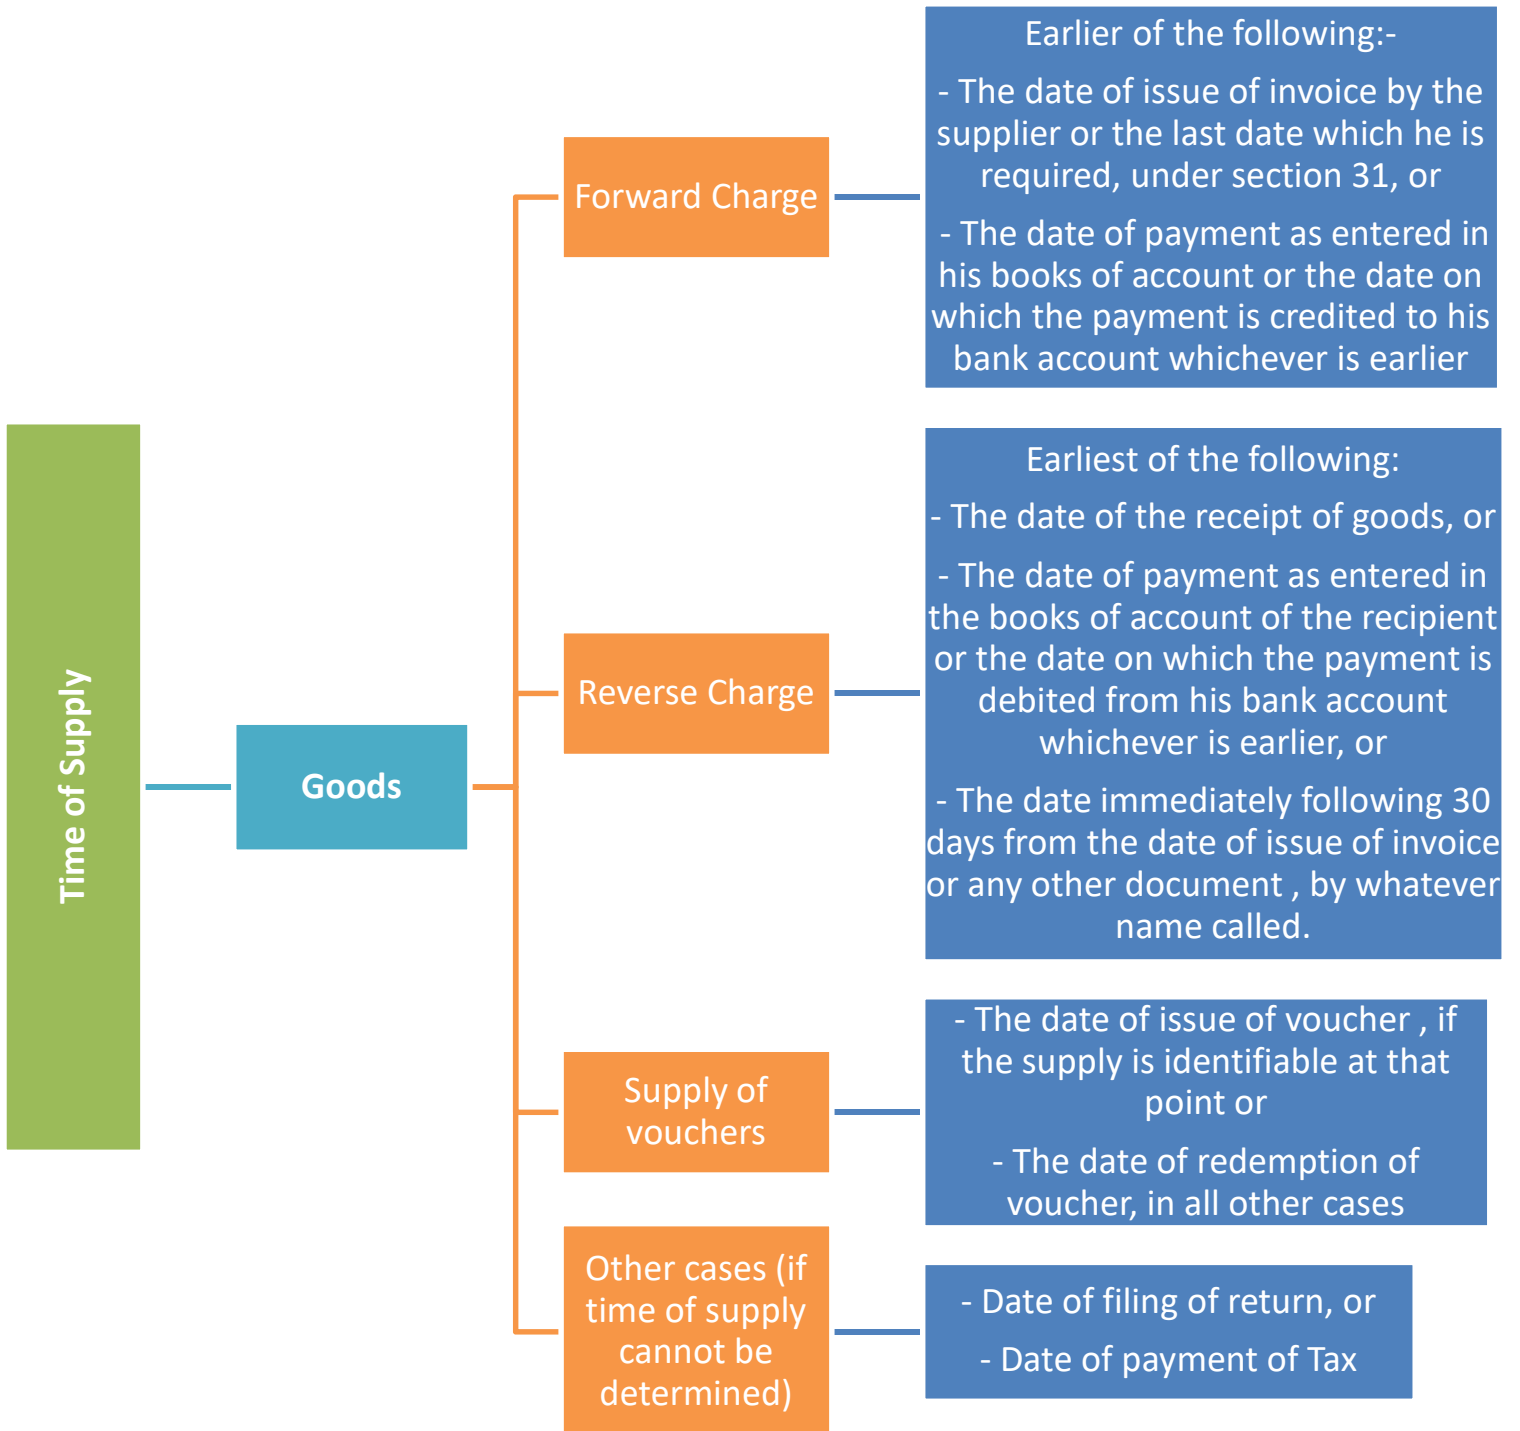 Time of Supply
Goods
Forward Charge
Earlier of the following:-
- The date of issue of invoice by the
supplier or the last date which he is
required, under section 31, or
- The date of payment as entered in
his books of account or the date on
which the payment is credited to his
bank account whichever is earlier
Reverse Charge
Earliest of the following:
- The date of the receipt of goods, or
- The date of payment as entered in
the books of account of the recipient
or the date on which the payment is
debited from his bank account
whichever is earlier, or
- The date immediately following 30
days from the date of issue of invoice
or any other document , by whatever
name called.
Supply of
vouchers
- The date of issue of voucher , if
the supply is identifiable at that
point or
- The date of redemption of
voucher, in all other cases
Other cases (if
time of supply
cannot be
determined)
- Date of filing of return, or
- Date of payment of Tax